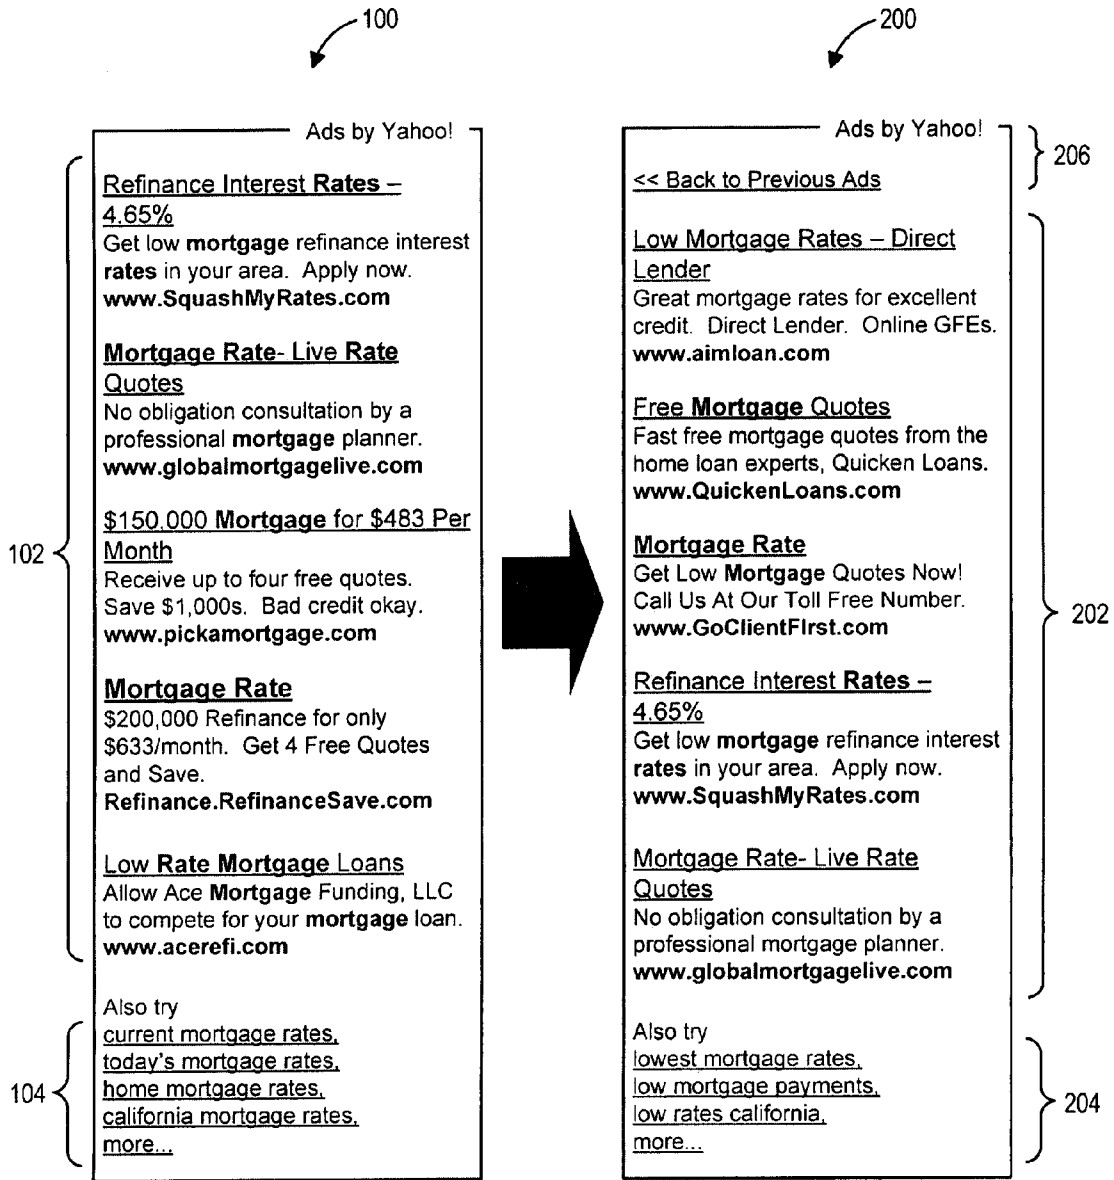 100
200
Ads by Yahoo!
Refinance Interest Rates –
4.65%
Get low mortgage refinance interest
rates in your area. Apply now.
www.SquashMyRates.com
Mortgage Rate- Live Rate
Quotes
No obligation consultation by a
professional mortgage planner.
www.globalmortgagelive.com
$150,000 Mortgage for $483 Per
Month
Receive up to four free quotes.
Save $1,000s. Bad credit okay.
www.pickamortgage.com
Mortgage Rate
$200,000 Refinance for only
$633/month. Get 4 Free Quotes
and Save.
Refinance.RefinanceSave.com
Low Rate Mortgage Loans
Allow Ace Mortgage Funding, LLC
to compete for your mortgage loan.
www.acerefi.com
102
Also try
current mortgage rates,
today's mortgage rates,
home mortgage rates,
california mortgage rates,
more...
104
Ads by Yahoo!
206
<< Back to Previous Ads
Low Mortgage Rates – Direct
Lender
Great mortgage rates for excellent
credit. Direct Lender. Online GFEs.
www.aimloan.com
Free Mortgage Quotes
Fast free mortgage quotes from the
home loan experts, Quicken Loans.
www.QuickenLoans.com
Mortgage Rate
Get Low Mortgage Quotes Now!
Call Us At Our Toll Free Number.
www.GoClientFIrst.com
Refinance Interest Rates –
4.65%
Get low mortgage refinance interest
rates in your area. Apply now.
www.SquashMyRates.com
Mortgage Rate- Live Rate
Quotes
No obligation consultation by a
professional mortgage planner.
www.globalmortgagelive.com
202
Also try
lowest mortgage rates,
low mortgage payments,
low rates california,
more...
204